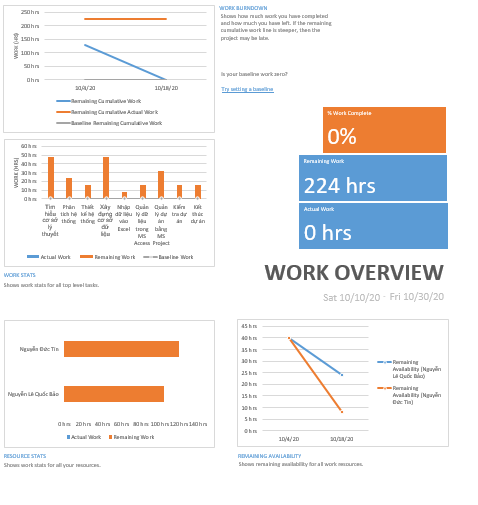 250 hrs
200 hrs
150 hrs
100 hrs
50 hrs
0 hrs
WORK (HRS)
10/4/20 10/18/20
Remaining Cumulative Work
Remaining Cumulative Actual Work
Baseline Remaining Cumulative Work
WORK BURNDOWN
Shows how much work you have completed
and how much you have left. If the remaining
cumulative work line is steeper, then the
project may be late.
Is your baseline work zero?
Try setting a baseline
% Work Complete
0%
Remaining Work
224 hrs
Actual Work
0 hrs
WORK OVERVIEW
Sat 10/10/20 - Fri 10/30/20
60 hrs
50 hrs
40 hrs
30 hrs
20 hrs
10 hrs
0 hrs
WORK (HRS)
Tìm hiểu cơ sở lý thuyết
Phân tích hệ thống
Thiết kế hệ thống
Xây dựng cơ sở dữ liệu
Nhập dữ liệu vào Excel
Quản lý dữ liệu trong MS Access
Quản lý dự án bằng MS Project
Kiểm tra dự án
Kết thúc dự án
Actual Work Remaining Work Baseline Work
WORK STATS
Shows work stats for all top level tasks.
Nguyễn Đức Tín
Nguyễn Lê Quốc Bảo
0 hrs 20 hrs 40 hrs 60 hrs 80 hrs 100 hrs 120 hrs 140 hrs
Actual Work Remaining Work
RESOURCE STATS
Shows work stats for all your resources.
45 hrs
40 hrs
35 hrs
30 hrs
25 hrs
20 hrs
15 hrs
10 hrs
5 hrs
0 hrs
10/4/20 10/18/20
Remaining
Availability (Nguyễn
Lê Quốc Bảo)
Remaining
Availability (Nguyễn
Đức Tín)
REMAINING AVAILABILITY
Shows remaining availability for all work resources.